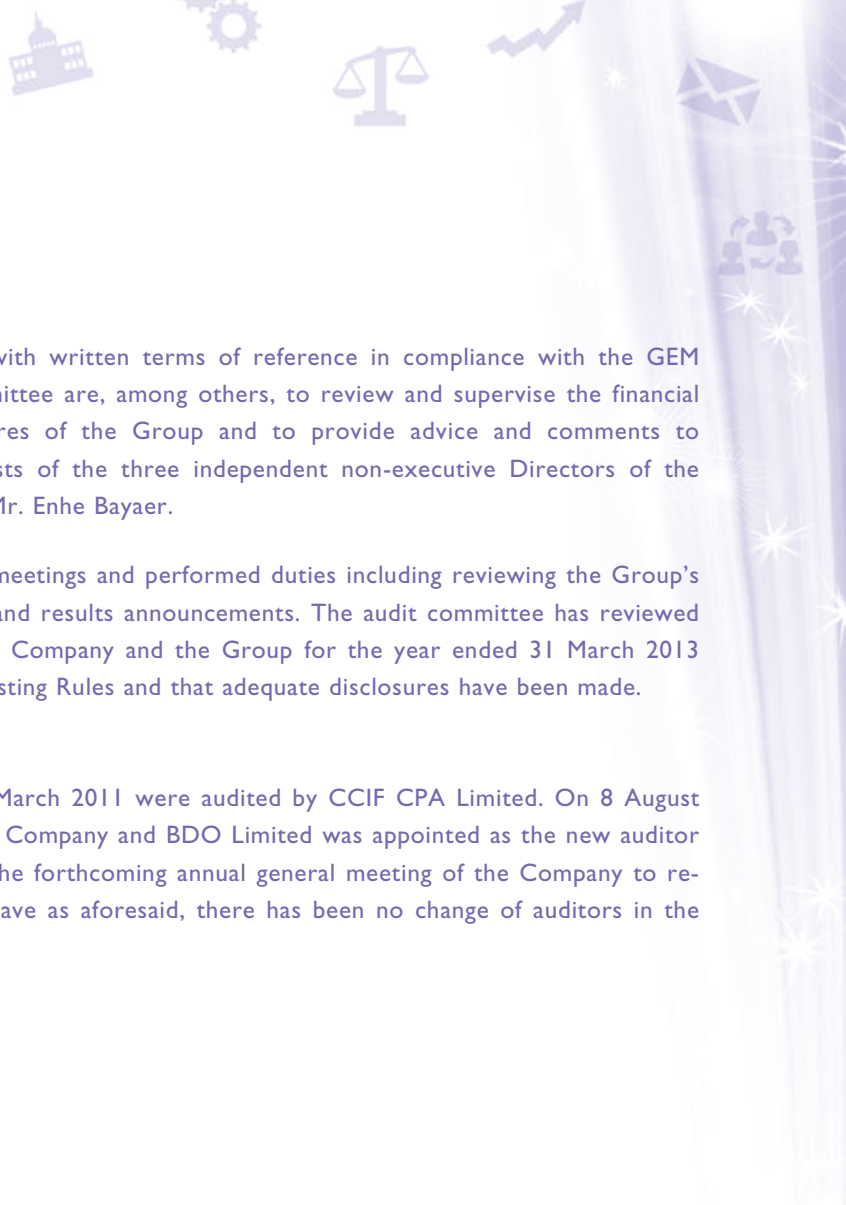 with written terms of reference in compliance with the GEM
mittee are, among others, to review and supervise the financial
res of the Group and to provide advice and comments to
sts of the three independent non-executive Directors of the
Mr. Enhe Bayaer.
meetings and performed duties including reviewing the Group's
and results announcements. The audit committee has reviewed
Company and the Group for the year ended 31 March 2013
sting Rules and that adequate disclosures have been made.
March 2011 were audited by CCIF CPA Limited. On 8 August
Company and BDO Limited was appointed as the new auditor
he forthcoming annual general meeting of the Company to re-
ave as aforesaid, there has been no change of auditors in the